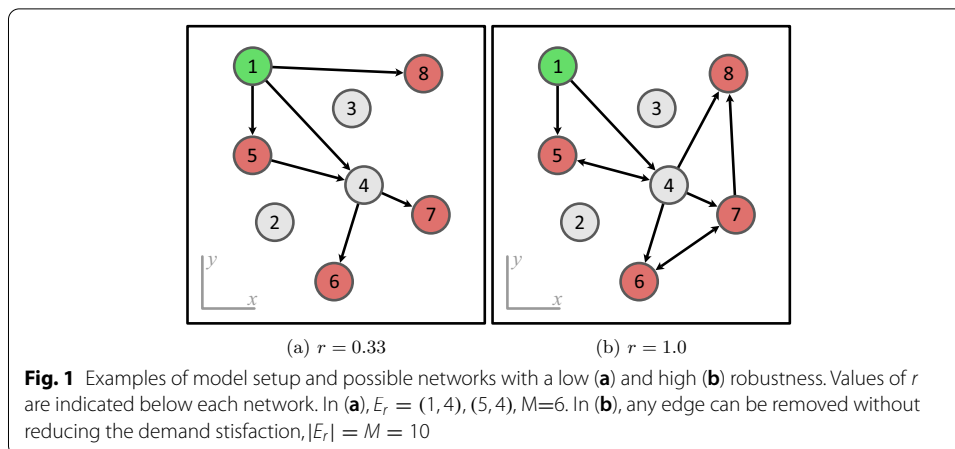 1
8
3
5
4
2
7
6
y
x
(a) r = 0.33
1
8
3
5
4
2
7
6
y
x
(b) r = 1.0
Fig. 1 Examples of model setup and possible networks with a low (a) and high (b) robustness. Values of r
are indicated below each network. In (a), E_r = (1, 4), (5, 4), M=6. In (b), any edge can be removed without
reducing the demand stisfaction, |E_r| = M = 10